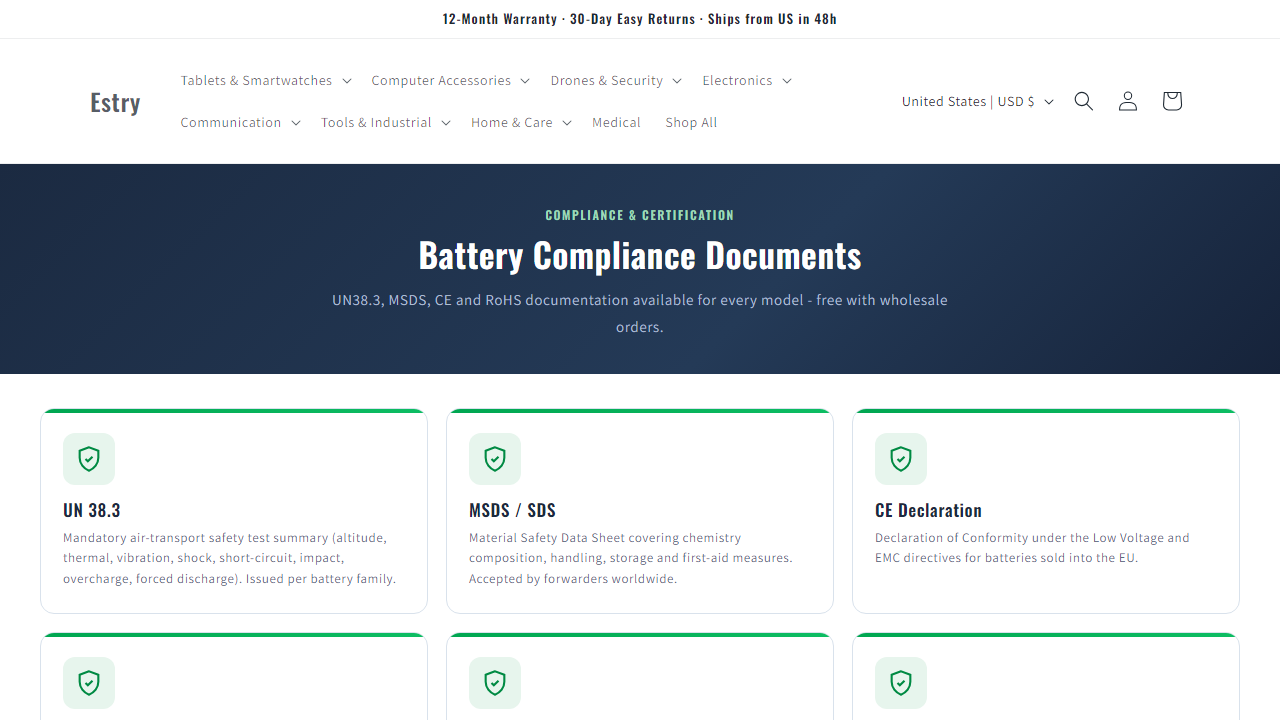 12-Month Warranty · 30-Day Easy Returns · Ships from US in 48h
Estry
Tablets & Smartwatches
Computer Accessories
Drones & Security
Electronics
Communication
Tools & Industrial
Home & Care
Medical
Shop All
United States | USD $
COMPLIANCE & CERTIFICATION
Battery Compliance Documents
UN38.3, MSDS, CE and RoHS documentation available for every model - free with wholesale
orders.
UN 38.3
Mandatory air-transport safety test summary (altitude,
thermal, vibration, shock, short-circuit, impact,
overcharge, forced discharge). Issued per battery family.
MSDS / SDS
Material Safety Data Sheet covering chemistry
composition, handling, storage and first-aid measures.
Accepted by forwarders worldwide.
CE Declaration
Declaration of Conformity under the Low Voltage and
EMC directives for batteries sold into the EU.